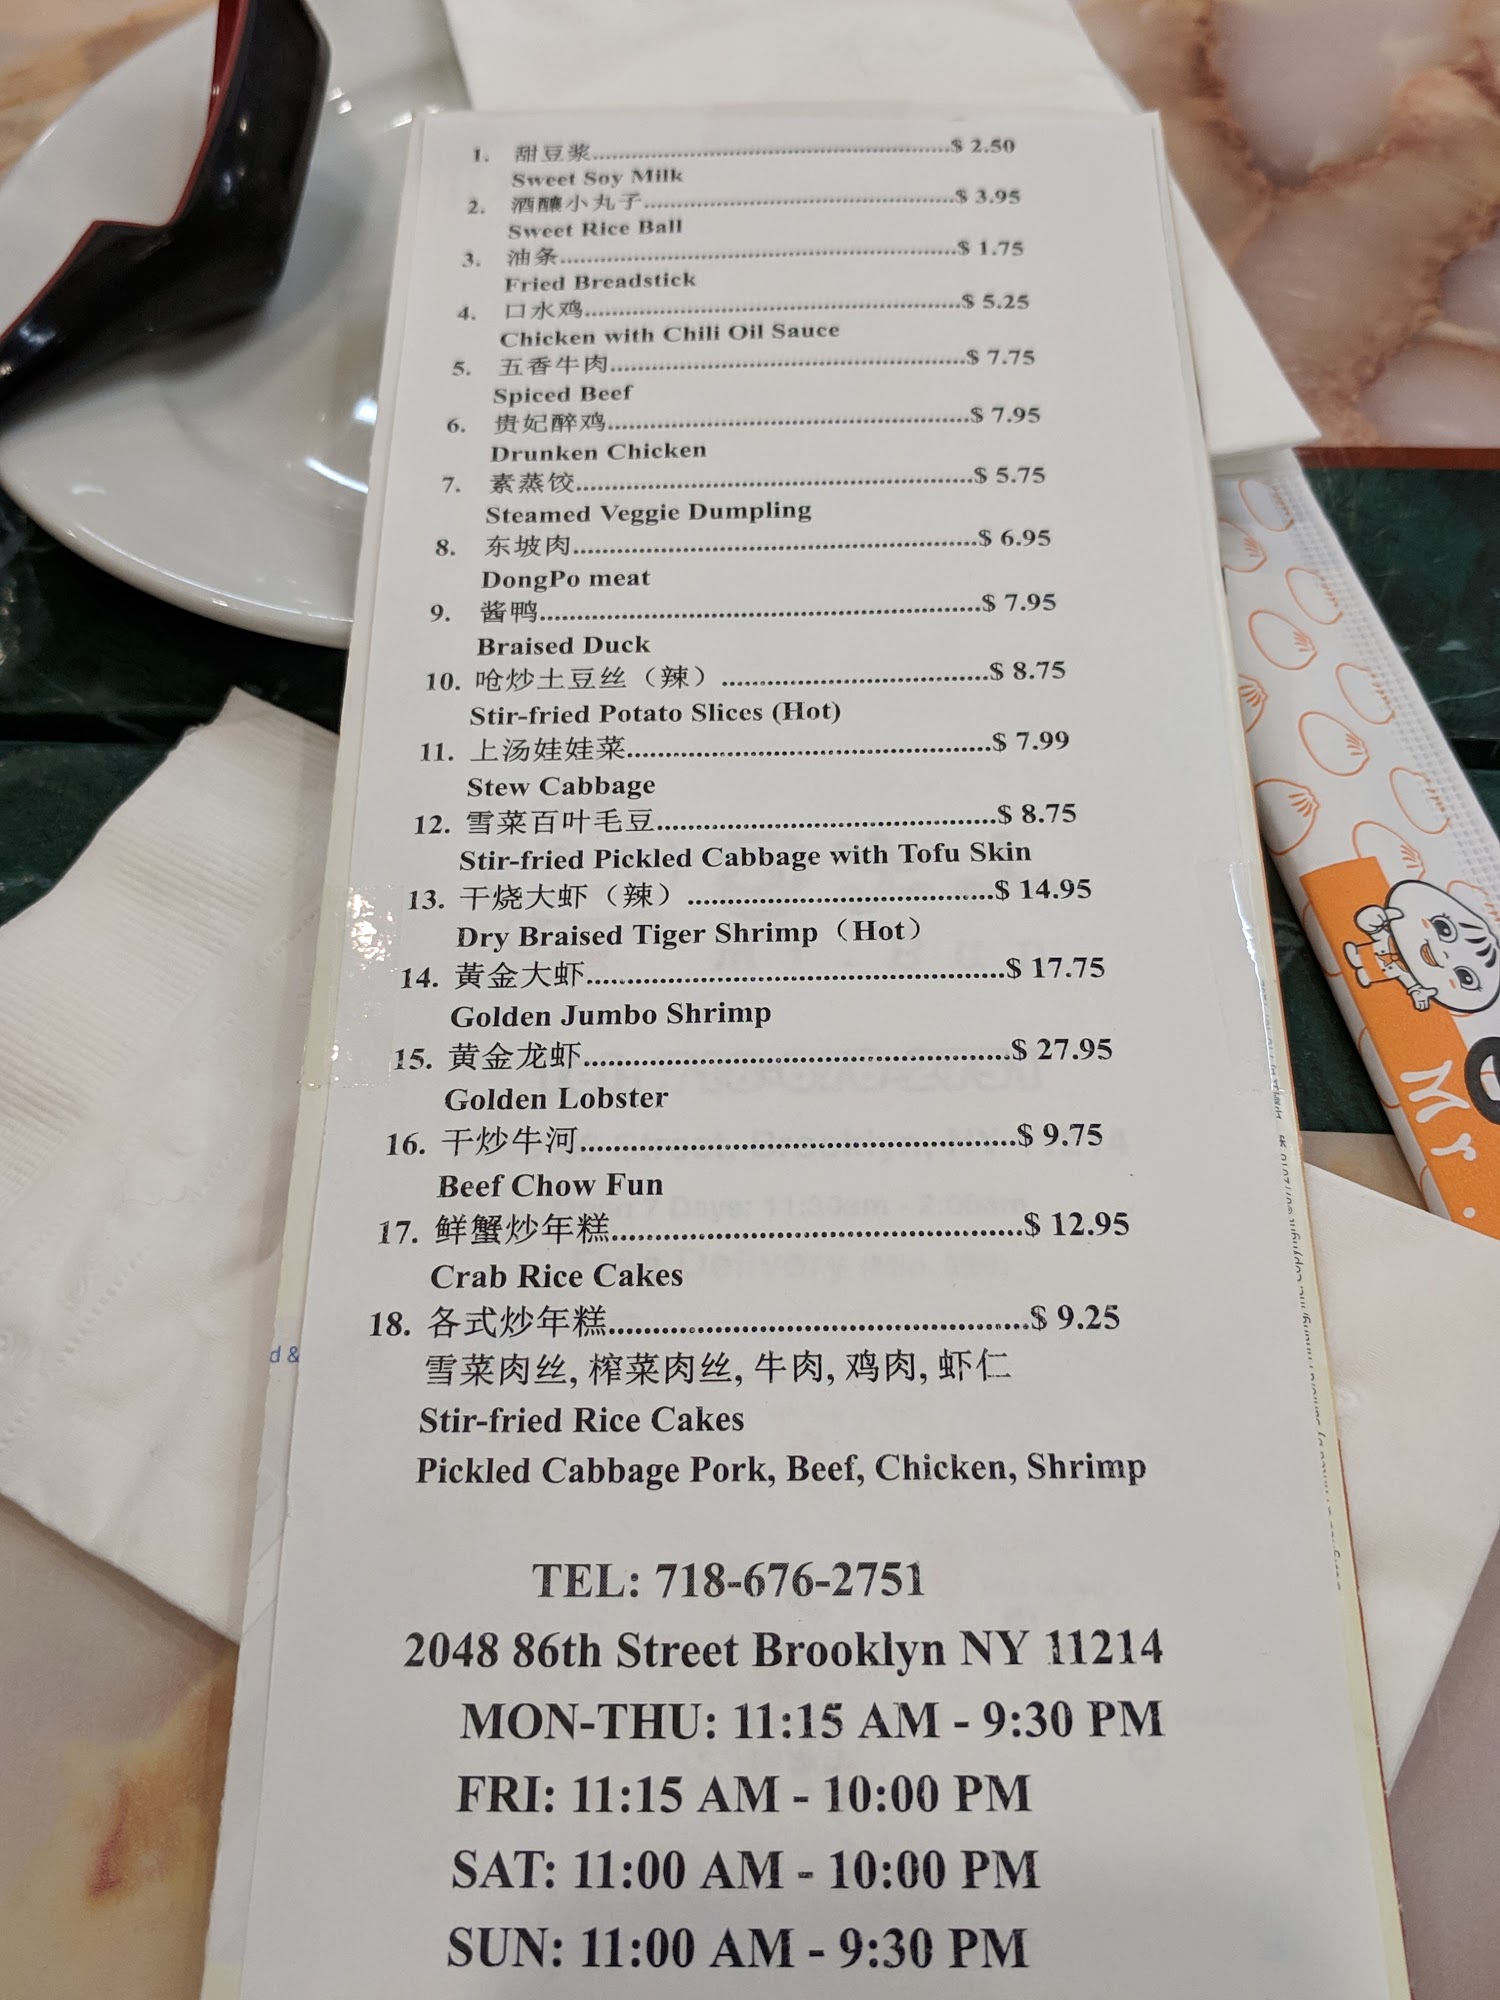 1. 甜豆浆........................................................$ 2.50
Sweet Soy Milk
2. 酒酿小丸子................................................$ 3.95
Sweet Rice Ball
3. 油条............................................................$ 1.75
Fried Breadstick
4. 口水鸡........................................................$ 5.25
Chicken with Chili Oil Sauce
5. 五香牛肉....................................................$ 7.75
Spiced Beef
6. 贵妃醉鸡....................................................$ 7.95
Drunken Chicken
7. 素蒸饺........................................................$ 5.75
Steamed Veggie Dumpling
8. 东坡肉........................................................$ 6.95
DongPo meat
9. 酱鸭............................................................$ 7.95
Braised Duck
10. 呛炒土豆丝（辣）....................................$ 8.75
Stir-fried Potato Slices (Hot)
11. 上汤娃娃菜................................................$ 7.99
Stew Cabbage
12. 雪菜百叶毛豆............................................$ 8.75
Stir-fried Pickled Cabbage with Tofu Skin
13. 干烧大虾（辣）........................................$ 14.95
Dry Braised Tiger Shrimp（Hot）
14. 黄金大虾....................................................$ 17.75
Golden Jumbo Shrimp
15. 黄金龙虾....................................................$ 27.95
Golden Lobster
16. 干炒牛河....................................................$ 9.75
Beef Chow Fun
17. 鲜蟹炒年糕................................................$ 12.95
Crab Rice Cakes
18. 各式炒年糕................................................$ 9.25
雪菜肉丝, 榨菜肉丝, 牛肉, 鸡肉, 虾仁
Stir-fried Rice Cakes
Pickled Cabbage Pork, Beef, Chicken, Shrimp
TEL: 718-676-2751
2048 86th Street Brooklyn NY 11214
MON-THU: 11:15 AM - 9:30 PM
FRI: 11:15 AM - 10:00 PM
SAT: 11:00 AM - 10:00 PM
SUN: 11:00 AM - 9:30 PM
d &
Mr.